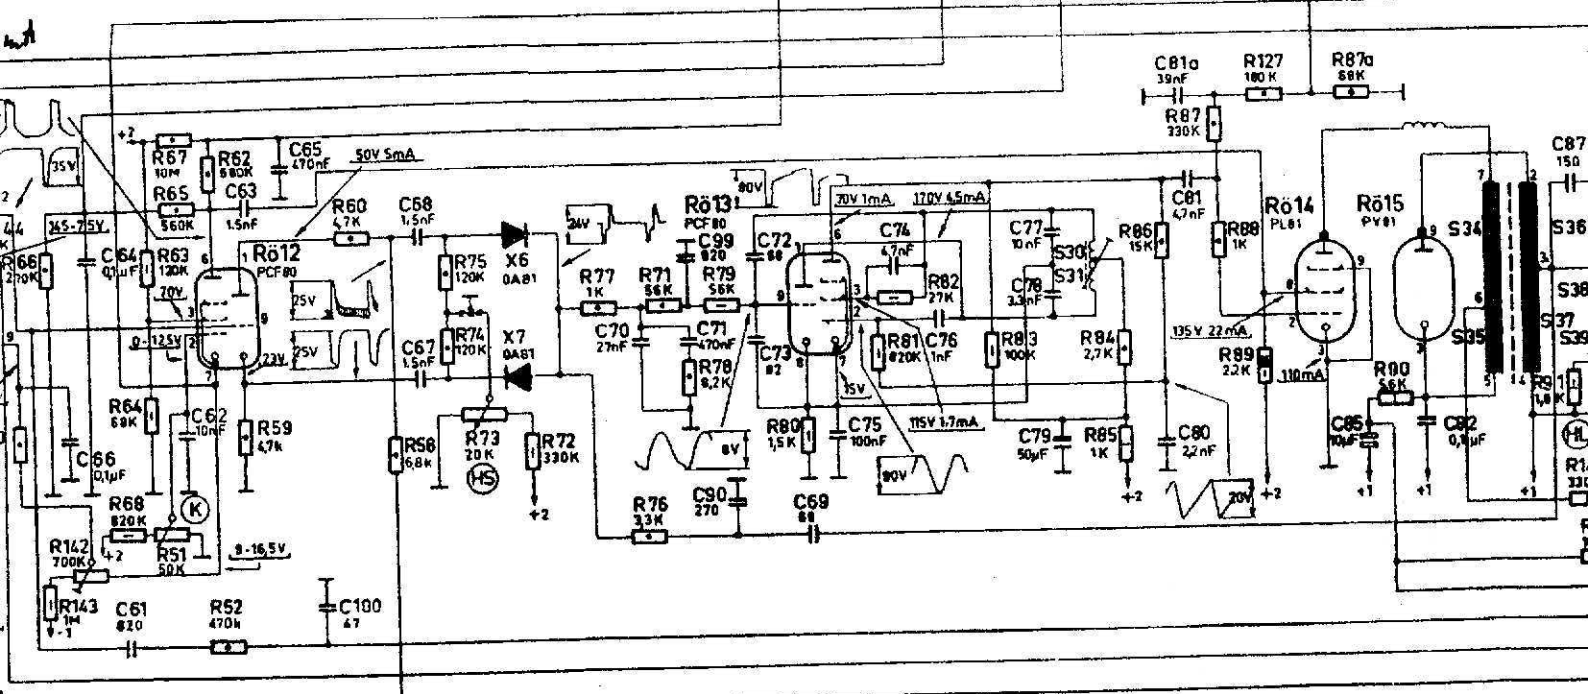 C81a
39nF
R127
180K
R87a
68K
R87
330K
+2
R67
10M
R62
680K
C65
470nF
50V 5mA
35V
R65
560K
C63
1.5nF
R60
4,7K
C68
1,5nF
24V
90V
Rö13
PCF80
70V 1mA
170V 4,5mA
C81
4,7nF
C87
150
345-7,5V
C64
0,1µF
R63
120K
Rö12
PCF80
R66
R75
120K
X6
0A81
R77
1K
R71
56K
C99
820
R79
56K
C72
68
C74
4,7nF
R82
27K
C77
10nF
S30
S31
C78
3,3nF
R86
15K
R88
1K
Rö14
PL81
Rö15
PY81
S34
S36
S38
S37
S39
S35
70V
0-12,5V
23V
25V
25V
R74
120K
X7
0A81
C67
1.5nF
C70
27nF
C71
470nF
R78
8,2K
C73
82
R81
820K
C76
1nF
R83
100K
R84
2,7K
135V 22mA
R89
2.2K
110mA
R90
56K
15V
115V 1.7mA
R64
68K
C62
10nF
R59
4,7k
R58
6,8k
R73
20K
HS
R72
330K
+2
8V
R80
1,5K
C75
100nF
90V
C79
50µF
R85
1K
+2
C80
2,2nF
20V
+2
C85
10µF
+1
C82
0,1µF
+1
+1
HL
C66
0,1µF
R68
820K
K
+2
R51
50K
9-16,5V
R142
700K
R76
3,3K
C90
270
C69
68
R143
1M
-1
C61
820
R52
470k
C100
47